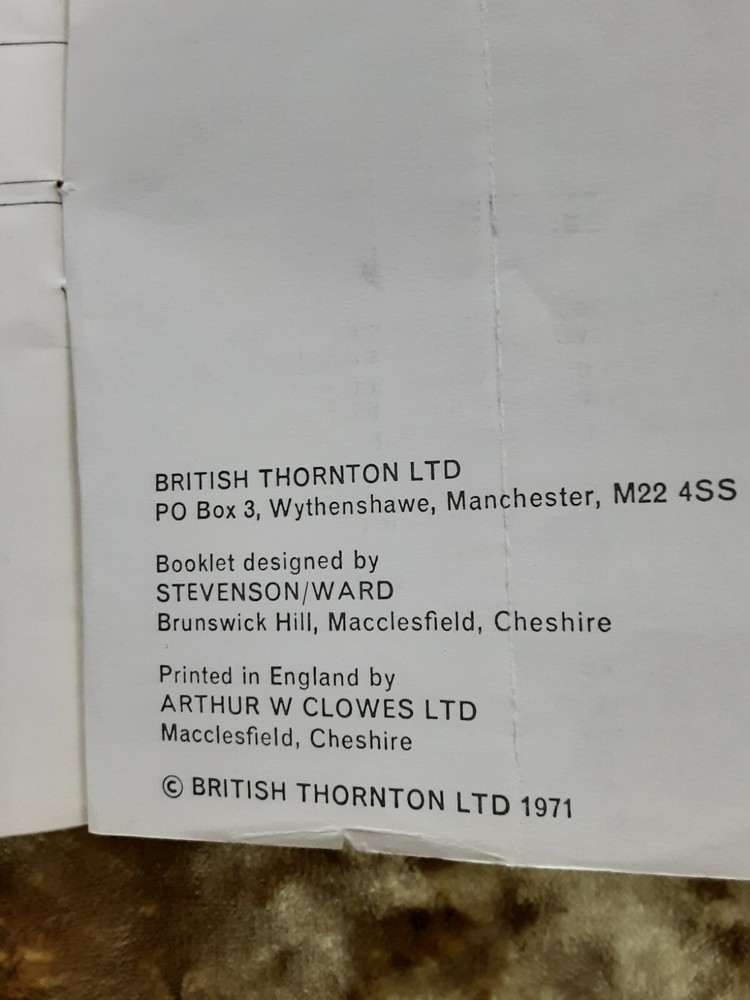 BRITISH THORNTON LTD
PO Box 3, Wythenshawe, Manchester, M22 4SS
Booklet designed by
STEVENSON/WARD
Brunswick Hill, Macclesfield, Cheshire
Printed in England by
ARTHUR W CLOWES LTD
Macclesfield, Cheshire
© BRITISH THORNTON LTD 1971